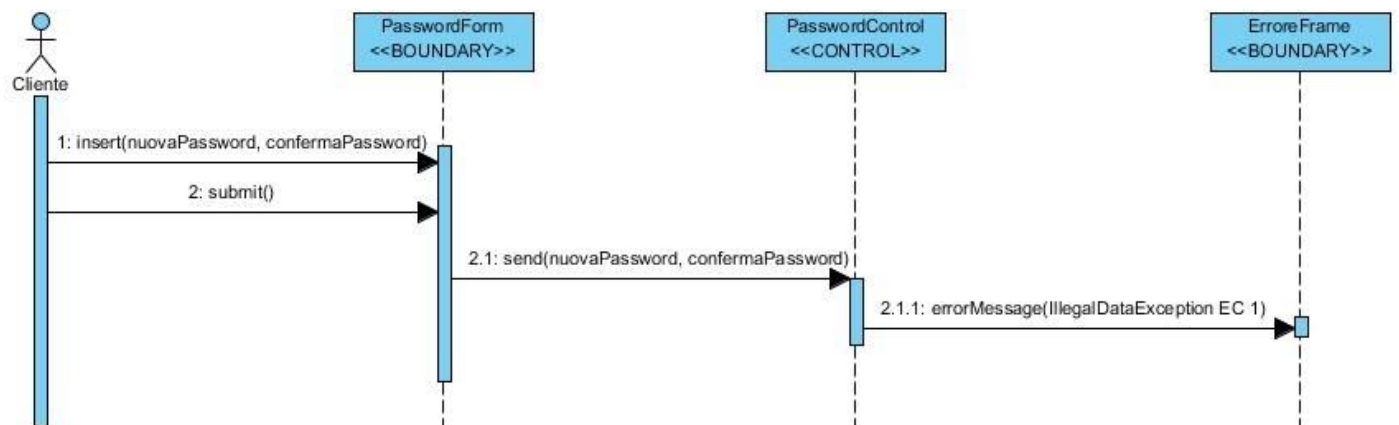 PasswordForm
<<BOUNDARY>>
PasswordControl
<<CONTROL>>
ErroreFrame
<<BOUNDARY>>
Cliente
1: insert(nuovaPassword, confermaPassword)
2: submit()
2.1: send(nuovaPassword, confermaPassword)
2.1.1: errorMessage(IllegalDataException EC 1)